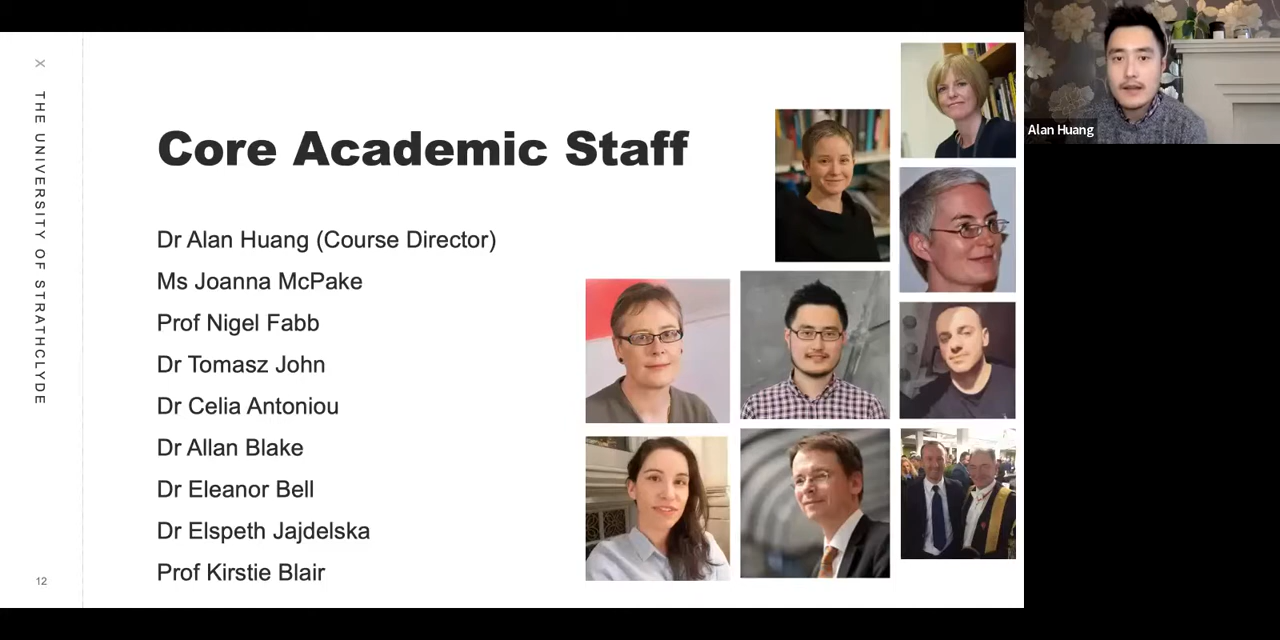 X THE UNIVERSITY OF STRATHCLYDE
Core Academic Staff
Dr Alan Huang (Course Director)
Ms Joanna McPake
Prof Nigel Fabb
Dr Tomasz John
Dr Celia Antoniou
Dr Allan Blake
Dr Eleanor Bell
Dr Elspeth Jajdelska
Prof Kirstie Blair
12
Alan Huang